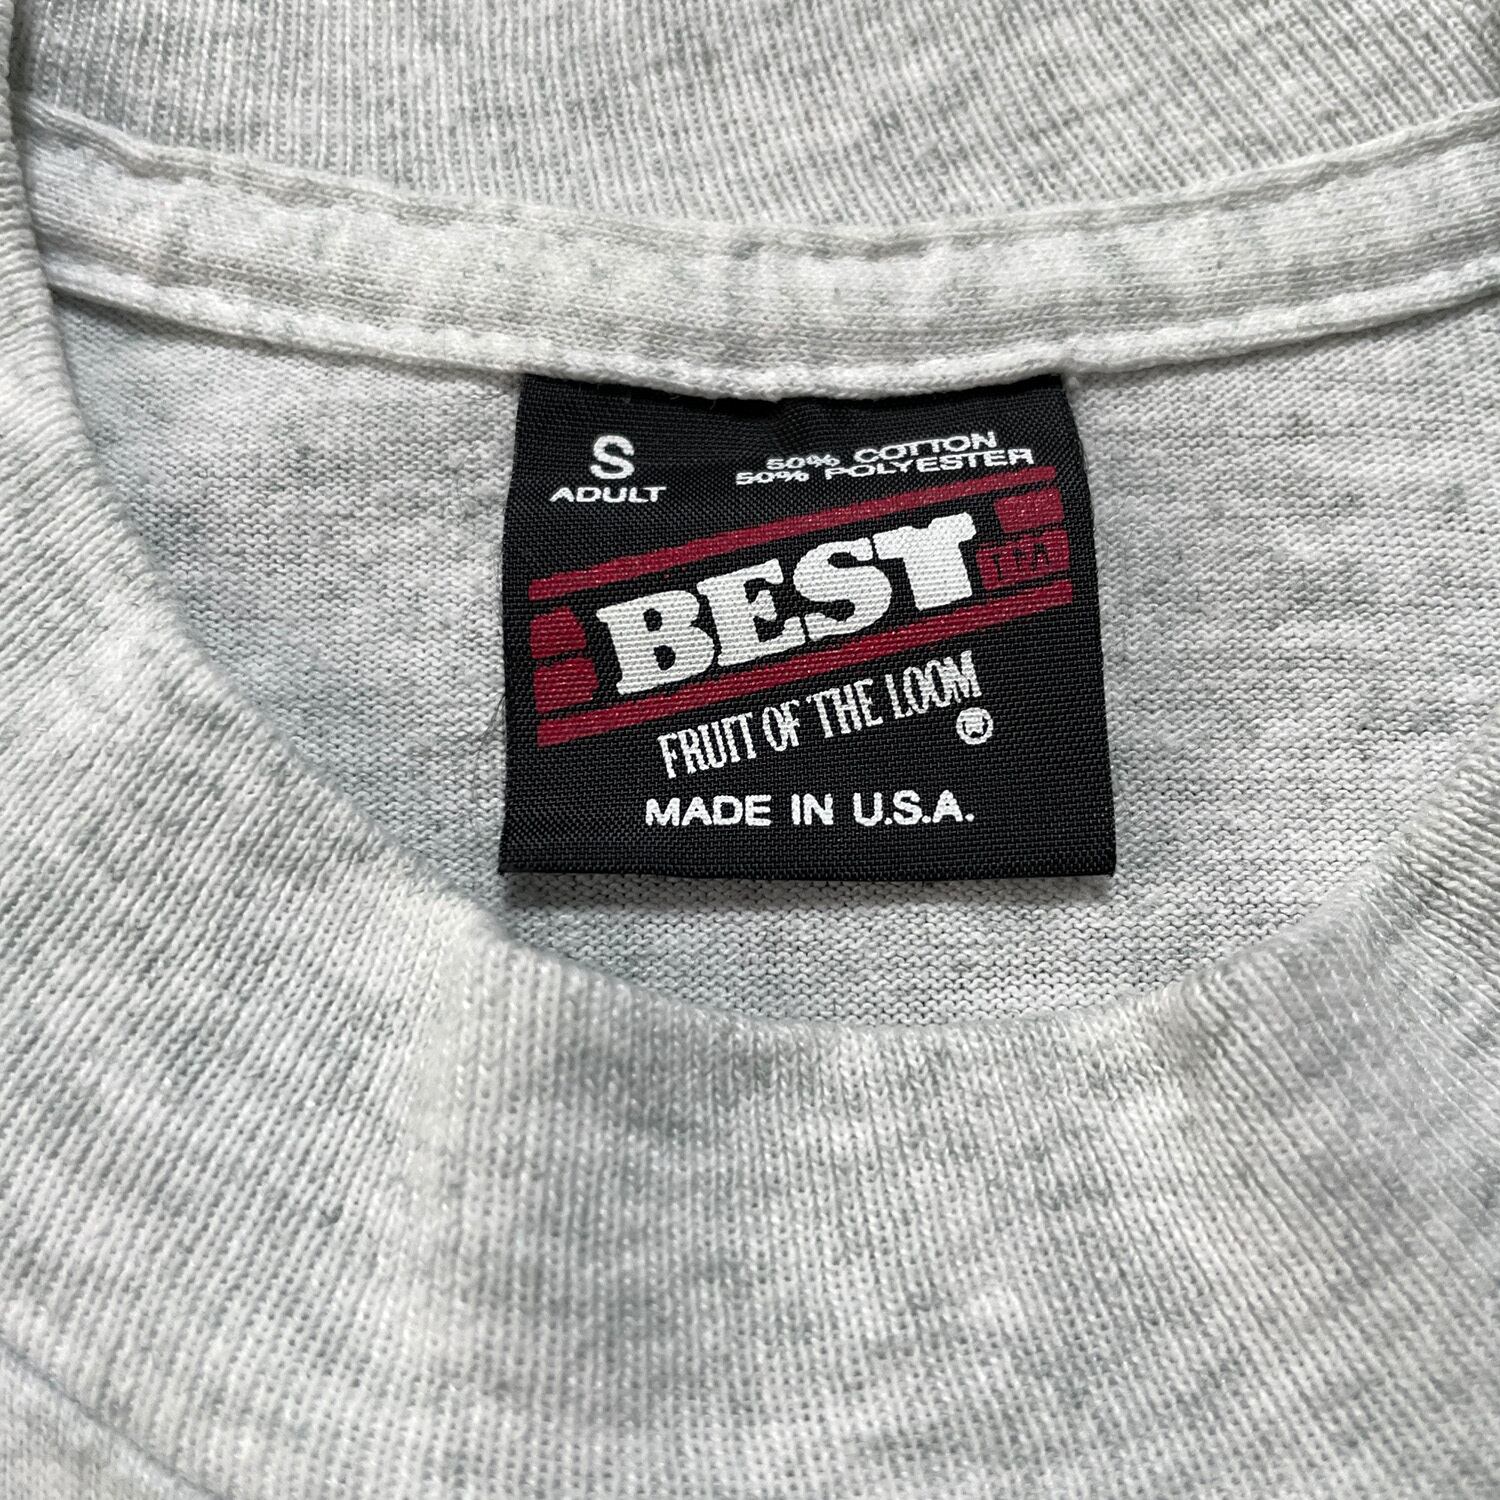 S
ADULT
50% COTTON
50% POLYESTER
BEST
FRUIT OF THE LOOM
®
MADE IN U.S.A.